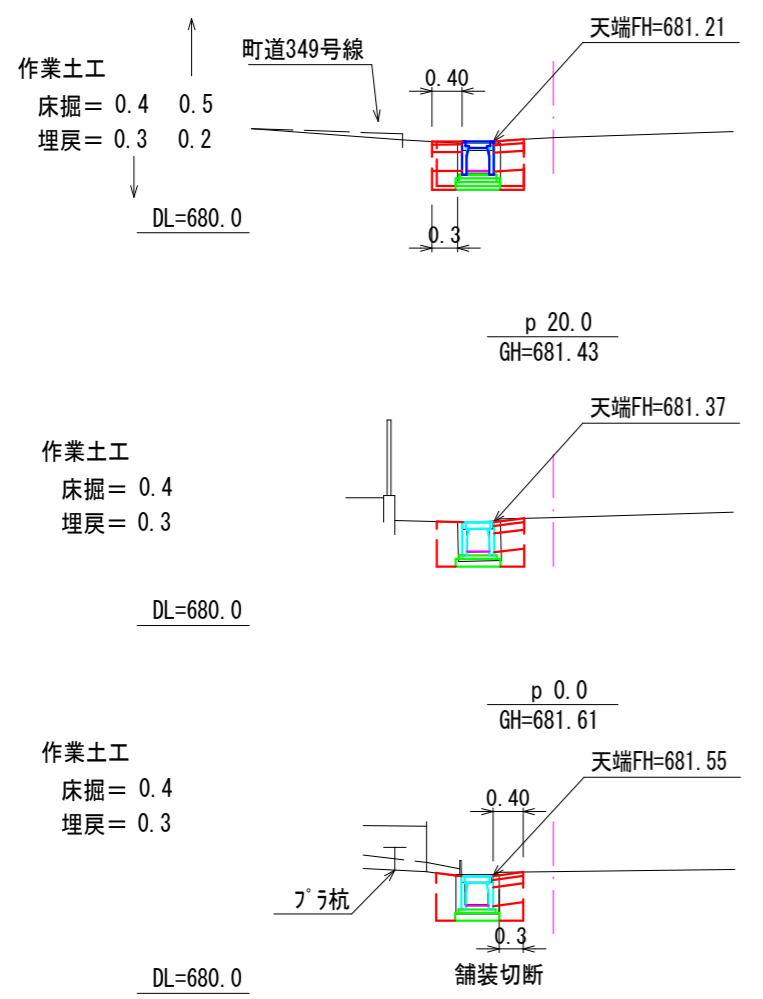 天端FH=681.21
町道349号線
作業土工
0.40
床掘＝ 0.4 0.5
埋戻＝ 0.3 0.2
DL=680.0
0.3
p 20.0
GH=681.43
天端FH=681.37
作業土工
床掘＝ 0.4
埋戻＝ 0.3
DL=680.0
p 0.0
GH=681.61
作業土工
天端FH=681.55
床掘＝ 0.4
0.40
埋戻＝ 0.3
ﾌﾟﾗ杭
0.3
舗装切断
DL=680.0